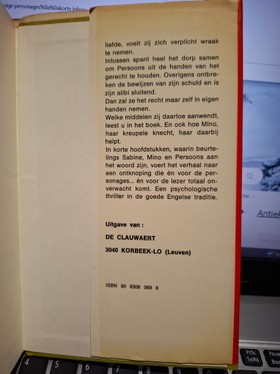 liefde, voelt zij zich verplicht wraak
te nemen.
Intussen spant heel het dorp samen
om Persoons uit de handen van het
gerecht te houden. Overigens ontbre-
ken de bewijzen van zijn schuld en is
zijn alibi sluitend.
Dan zal ze het recht maar zelf in eigen
handen nemen.
Welke middelen zij daartoe aanwendt,
leest u in het boek. En ook hoe Mino,
haar kreupele knecht, haar daarbij
helpt.
In korte hoofdstukken, waarin beurte-
lings Sabine, Mino en Persoons aan
het woord zijn, voert het verhaal naar
een ontknoping die én voor de per-
sonages... én voor de lezer totaal on-
verwacht komt. Een psychologische
thriller in de goede Engelse traditie.
Uitgave van :
DE CLAUWAERT
3040 KORBEEK-LO (Leuven)
ISBN 90 6306 069 8
Antiek